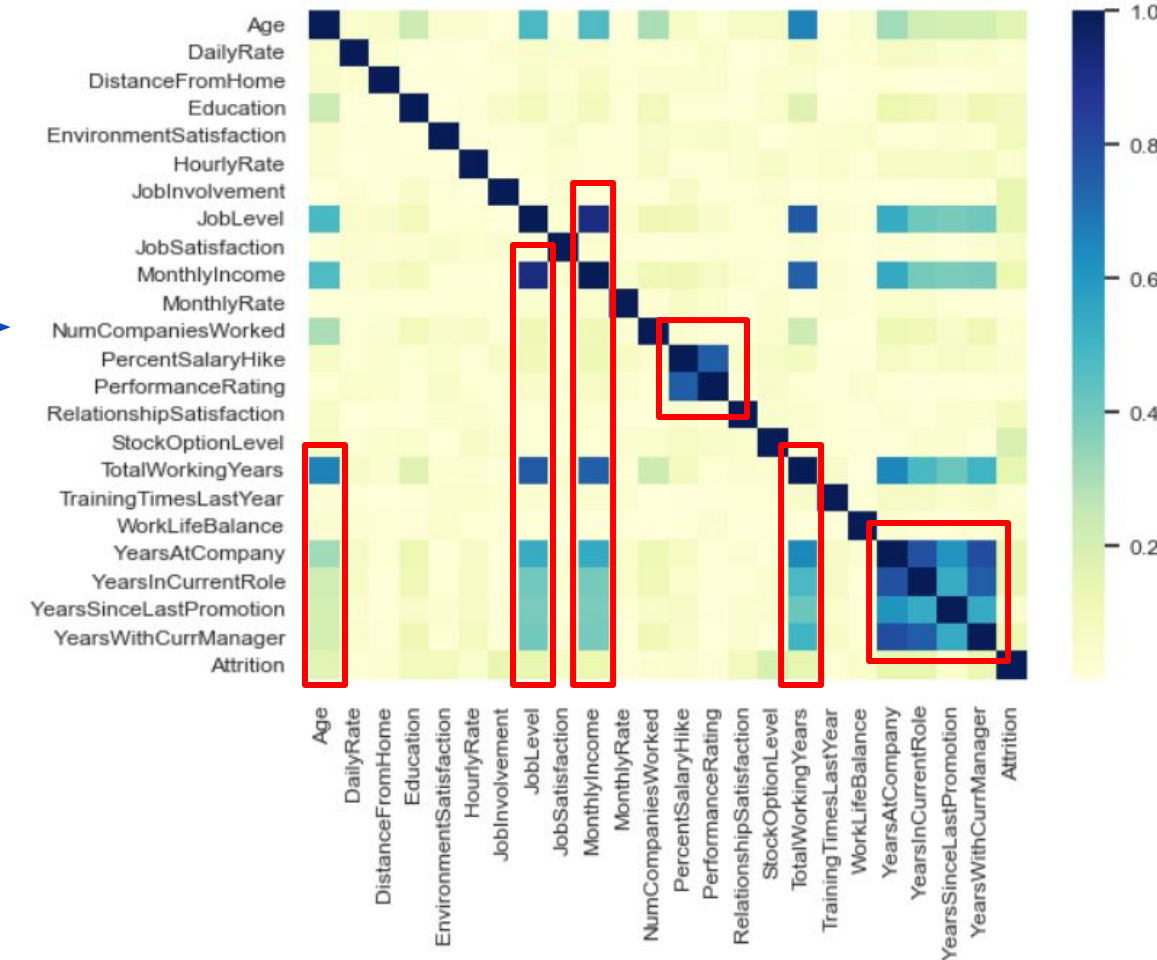 Age
DailyRate
DistanceFromHome
Education
EnvironmentSatisfaction
HourlyRate
JobInvolvement
JobLevel
JobSatisfaction
MonthlyIncome
MonthlyRate
NumCompaniesWorked
PercentSalaryHike
PerformanceRating
RelationshipSatisfaction
StockOptionLevel
TotalWorkingYears
TrainingTimesLastYear
WorkLifeBalance
YearsAtCompany
YearsInCurrentRole
YearsSinceLastPromotion
YearsWithCurrManager
Attrition
Age
DailyRate
DistanceFromHome
Education
EnvironmentSatisfaction
HourlyRate
JobInvolvement
JobLevel
JobSatisfaction
MonthlyIncome
MonthlyRate
NumCompaniesWorked
PercentSalaryHike
PerformanceRating
RelationshipSatisfaction
StockOptionLevel
TotalWorkingYears
TrainingTimesLastYear
WorkLifeBalance
YearsAtCompany
YearsInCurrentRole
YearsSinceLastPromotion
YearsWithCurrManager
Attrition
1.0
0.8
0.6
0.4
0.2